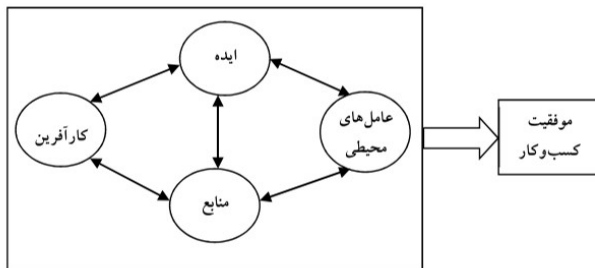 ایده
کارآفرین
عامل‌های
محیطی
منابع
موفقیت
کسب‌وکار